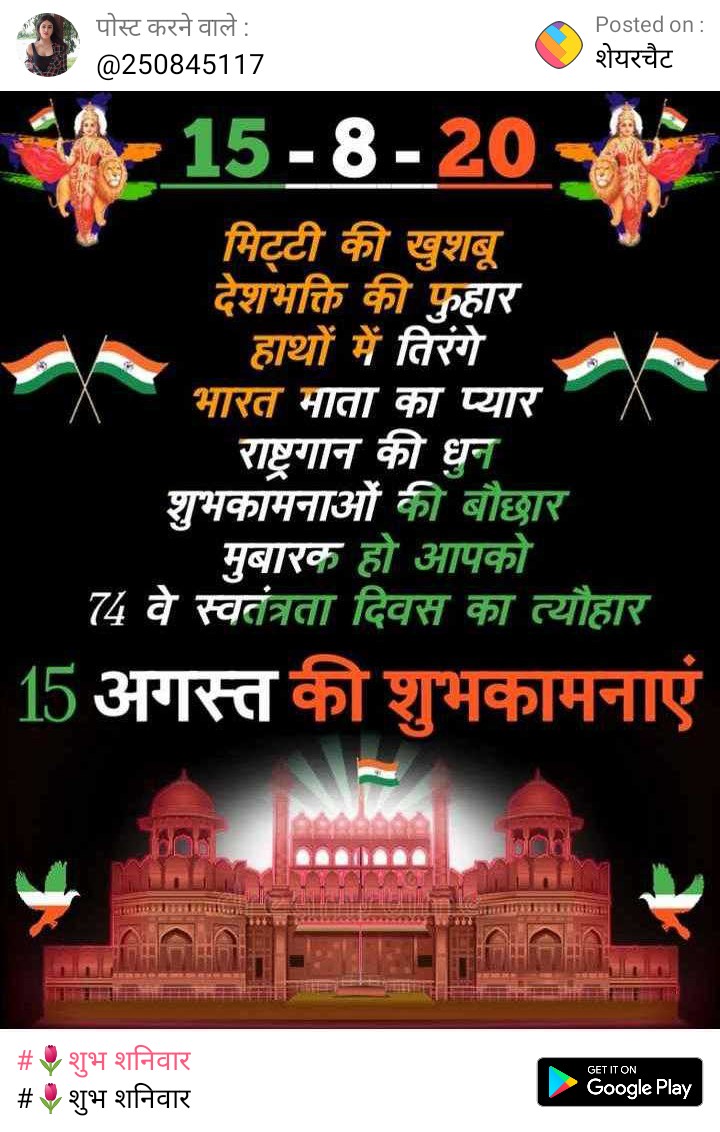 पोस्ट करने वाले :
@250845117
Posted on :
शेयरचैट
15-8-20
मिट्टी की खुशबू
देशभक्ति की फुहार
हाथों में तिरंगे
भारत माता का प्यार
राष्ट्रगान की धुन
शुभकामनाओं की बौछार
मुबारक हो आपको
74 वे स्वतंत्रता दिवस का त्यौहार
15 अगस्त की शुभकामनाएं
#🌷शुभ शनिवार
#🌷शुभ शनिवार
GET IT ON
Google Play